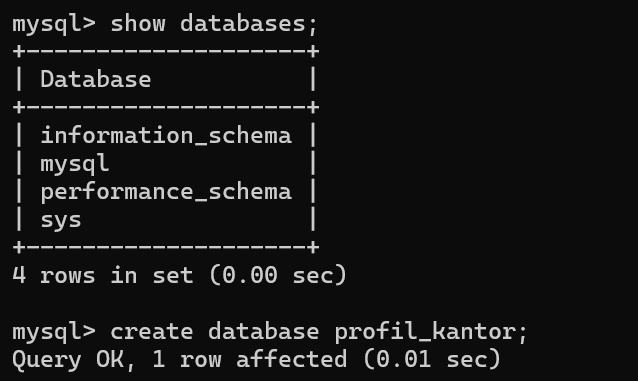 mysql> show databases;
+--------------------+
| Database           |
+--------------------+
| information_schema |
| mysql              |
| performance_schema |
| sys                |
+--------------------+
4 rows in set (0.00 sec)

mysql> create database profil_kantor;
Query OK, 1 row affected (0.01 sec)